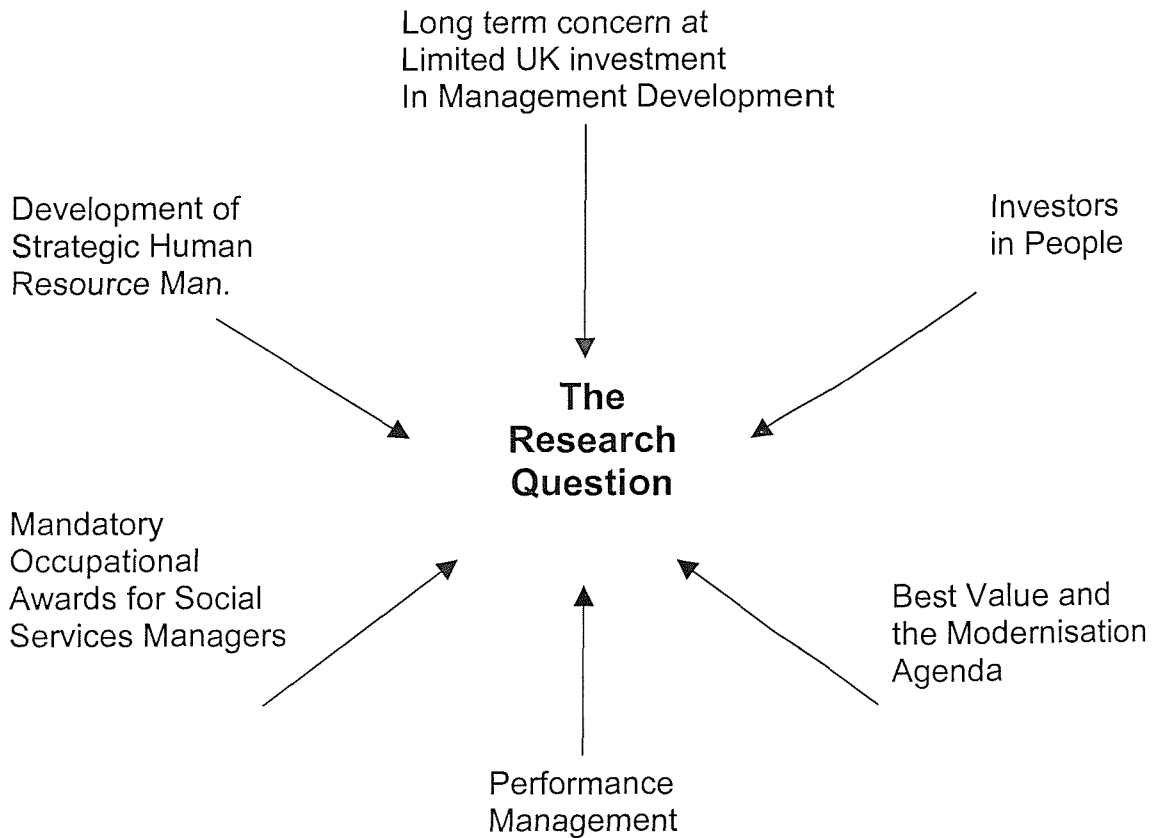 Long term concern at
Limited UK investment
In Management Development
Development of
Strategic Human
Resource Man.
Investors
in People
The
Research
Question
Mandatory
Occupational
Awards for Social
Services Managers
Best Value and
the Modernisation
Agenda
Performance
Management